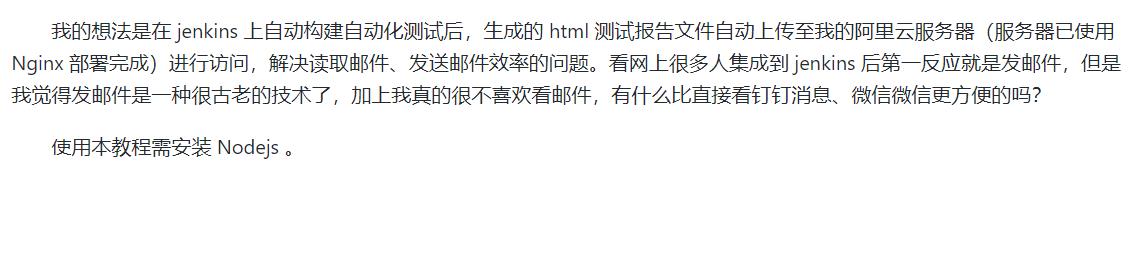 我的想法是在 jenkins 上自动构建自动化测试后，生成的 html 测试报告文件自动上传至我的阿里云服务器（服务器已使用
Nginx 部署完成）进行访问，解决读取邮件、发送邮件效率的问题。看网上很多人集成到 jenkins 后第一反应就是发邮件，但是
我觉得发邮件是一种很古老的技术了，加上我真的很不喜欢看邮件，有什么比直接看钉钉消息、微信微信更方便的吗？
使用本教程需安装 Nodejs 。